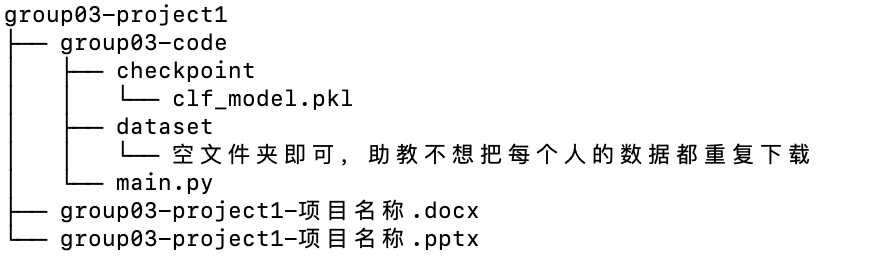 group03-project1
├── group03-code
│   ├── checkpoint
│   │   └── clf_model.pkl
│   ├── dataset
│   │   └── 空文件夹即可，助教不想把每个人的数据都重复下载
│   └── main.py
├── group03-project1-项目名称.docx
└── group03-project1-项目名称.pptx